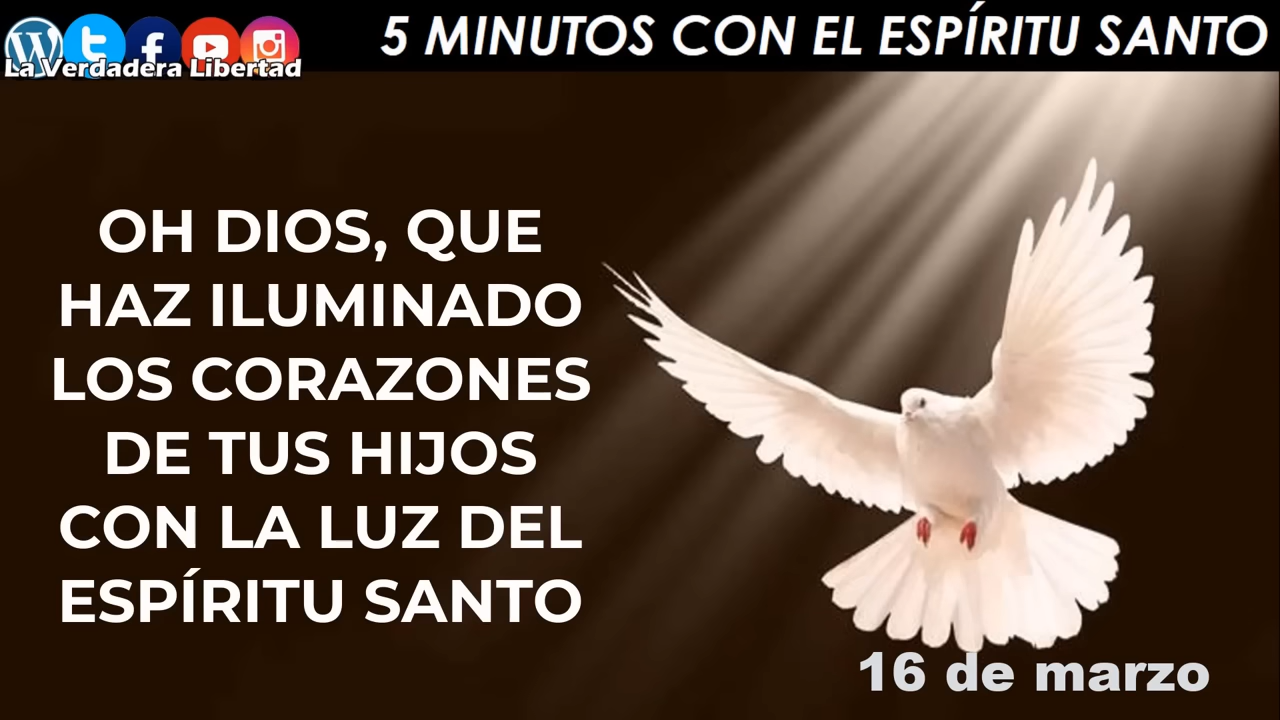 5 MINUTOS CON EL ESPÍRITU SANTO
La Verdadera Libertad
OH DIOS, QUE
HAZ ILUMINADO
LOS CORAZONES
DE TUS HIJOS
CON LA LUZ DEL
ESPÍRITU SANTO
16 de marzo